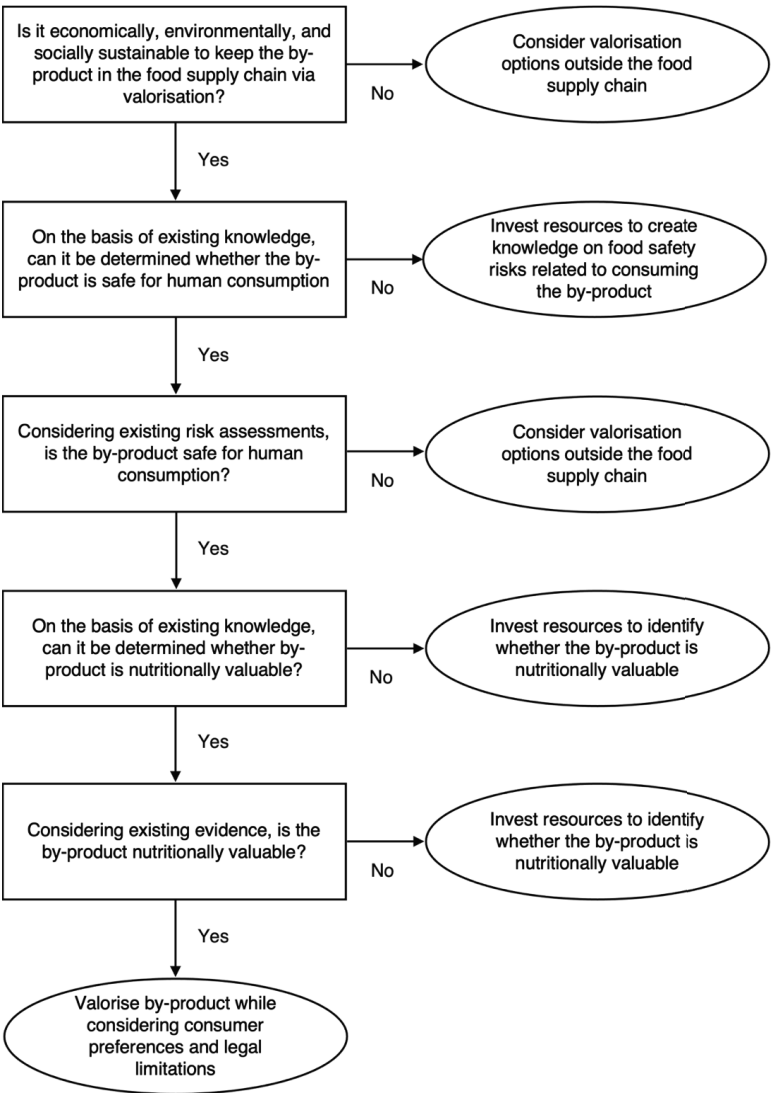 Is it economically, environmentally, and
socially sustainable to keep the by-
product in the food supply chain via
valorisation?
No
Consider valorisation
options outside the food
supply chain
Yes
On the basis of existing knowledge,
can it be determined whether the by-
product is safe for human consumption
No
Invest resources to create
knowledge on food safety
risks related to consuming
the by-product
Yes
Considering existing risk assessments,
is the by-product safe for human
consumption?
No
Consider valorisation
options outside the food
supply chain
Yes
On the basis of existing knowledge,
can it be determined whether by-
product is nutritionally valuable?
No
Invest resources to identify
whether the by-product is
nutritionally valuable
Yes
Considering existing evidence, is the
by-product nutritionally valuable?
No
Invest resources to identify
whether the by-product is
nutritionally valuable
Yes
Valorise by-product while
considering consumer
preferences and legal
limitations